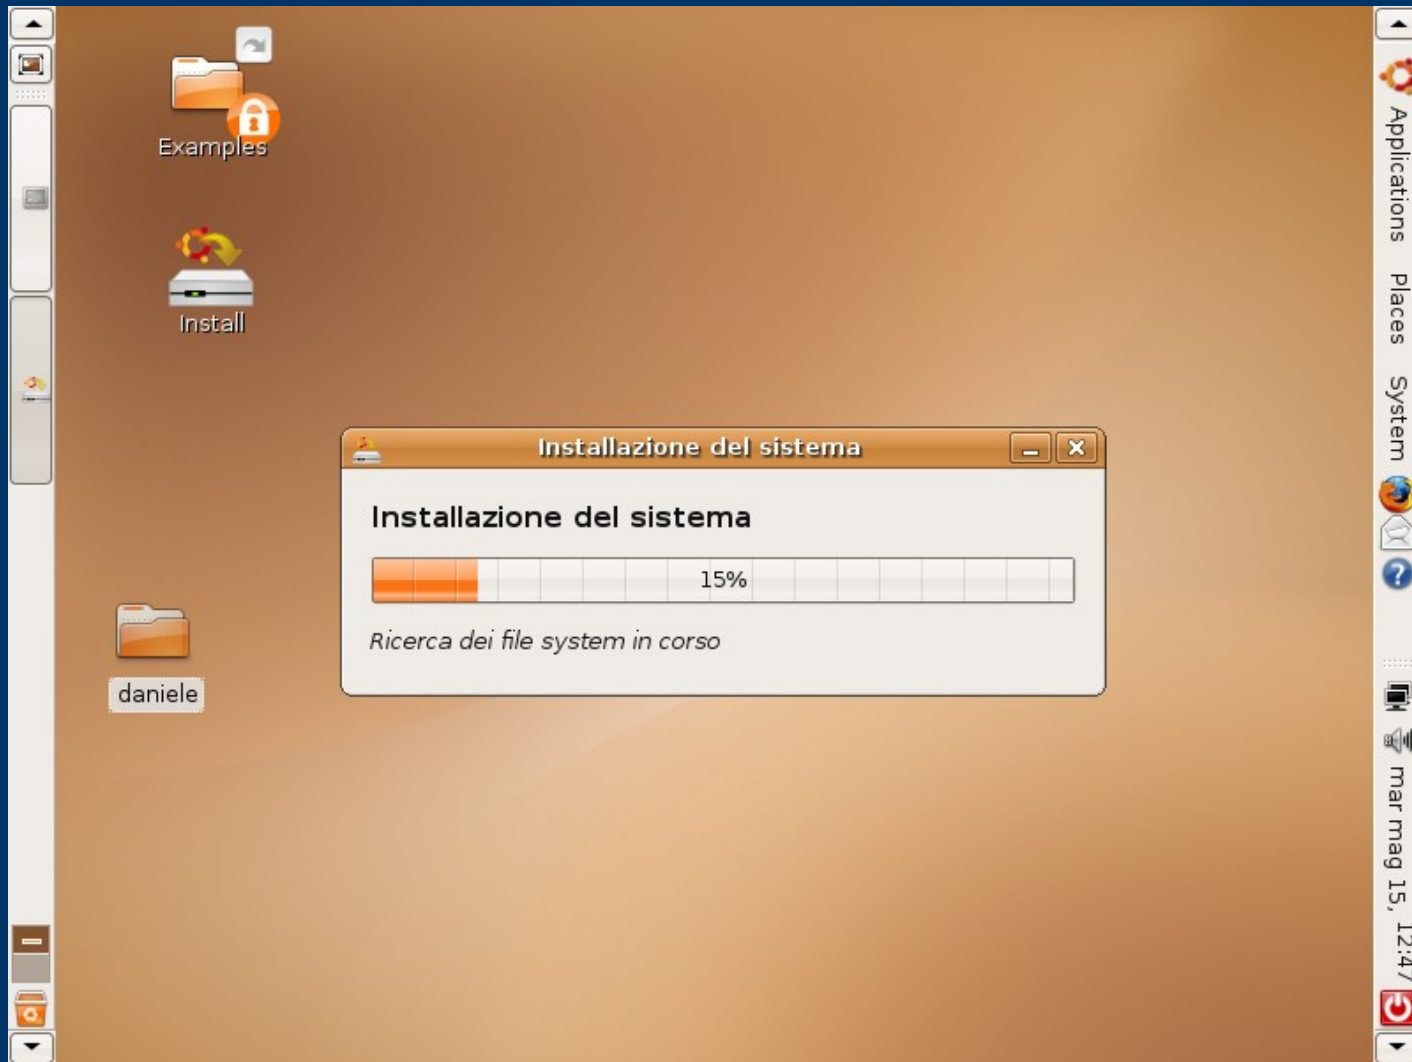 Examples
Install
daniele
Installazione del sistema
Installazione del sistema
15%
Ricerca dei file system in corso
Applications
Places
System
mar mag 15, 12:47